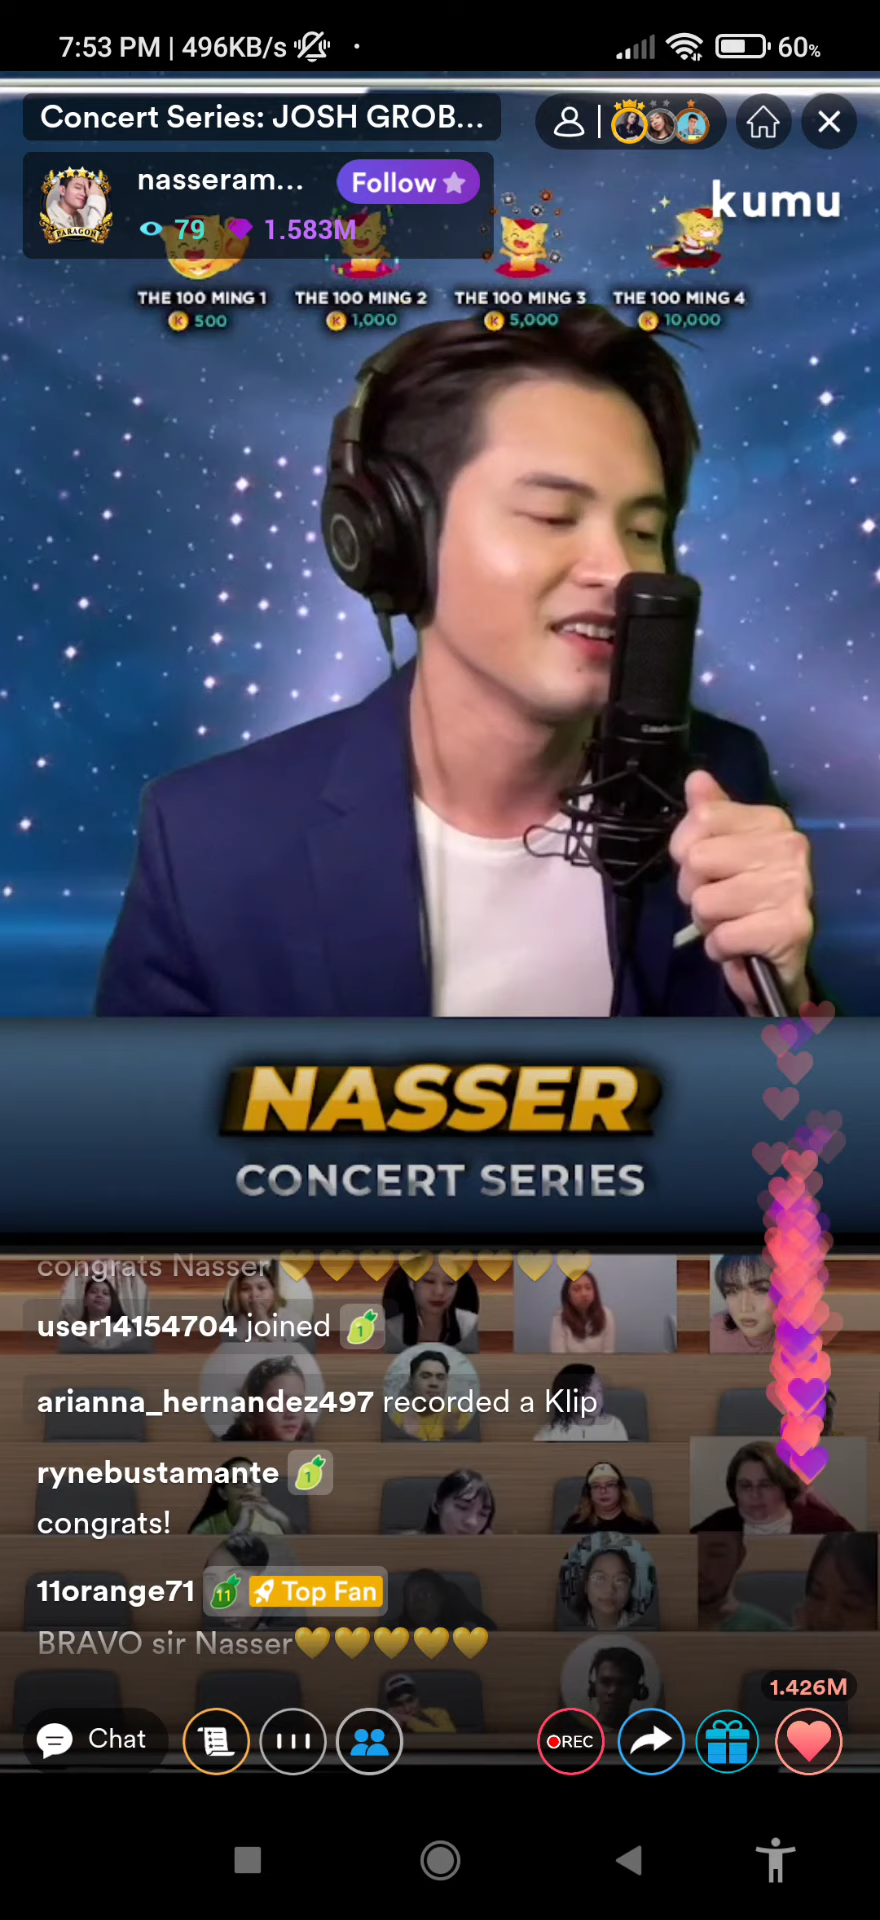 7:53 PM | 496KB/s
60%
Concert Series: JOSH GROB...
nasseram...
Follow
PARAGON
79
1.583M
kumu
THE 100 MING 1
THE 100 MING 2
THE 100 MING 3
THE 100 MING 4
K 500
K 1,000
K 5,000
K 10,000
NASSER
CONCERT SERIES
congrats Nasser 💛💛💛💛💛💛💛💛
user14154704 joined 1
arianna_hernandez497 recorded a Klip
rynebustamante 1
congrats!
11orange71 11 Top Fan
BRAVO sir Nasser💛💛💛💛💛
1.426M
Chat
REC